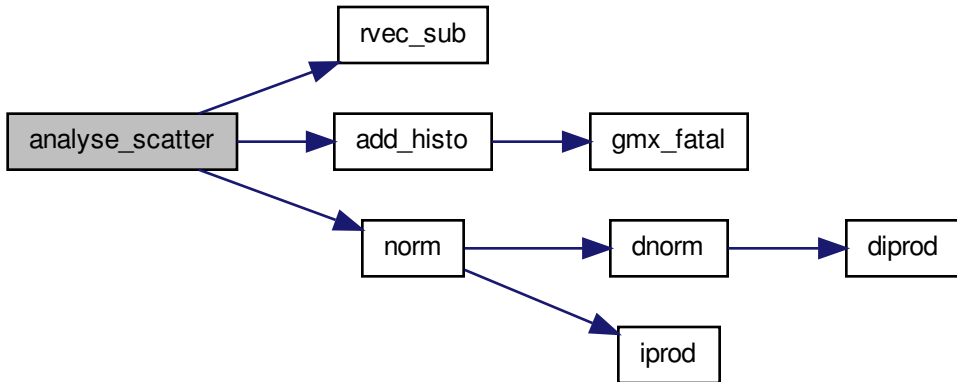 rvec_sub
analyse_scatter
add_histo
gmx_fatal
norm
dnorm
diprod
iprod